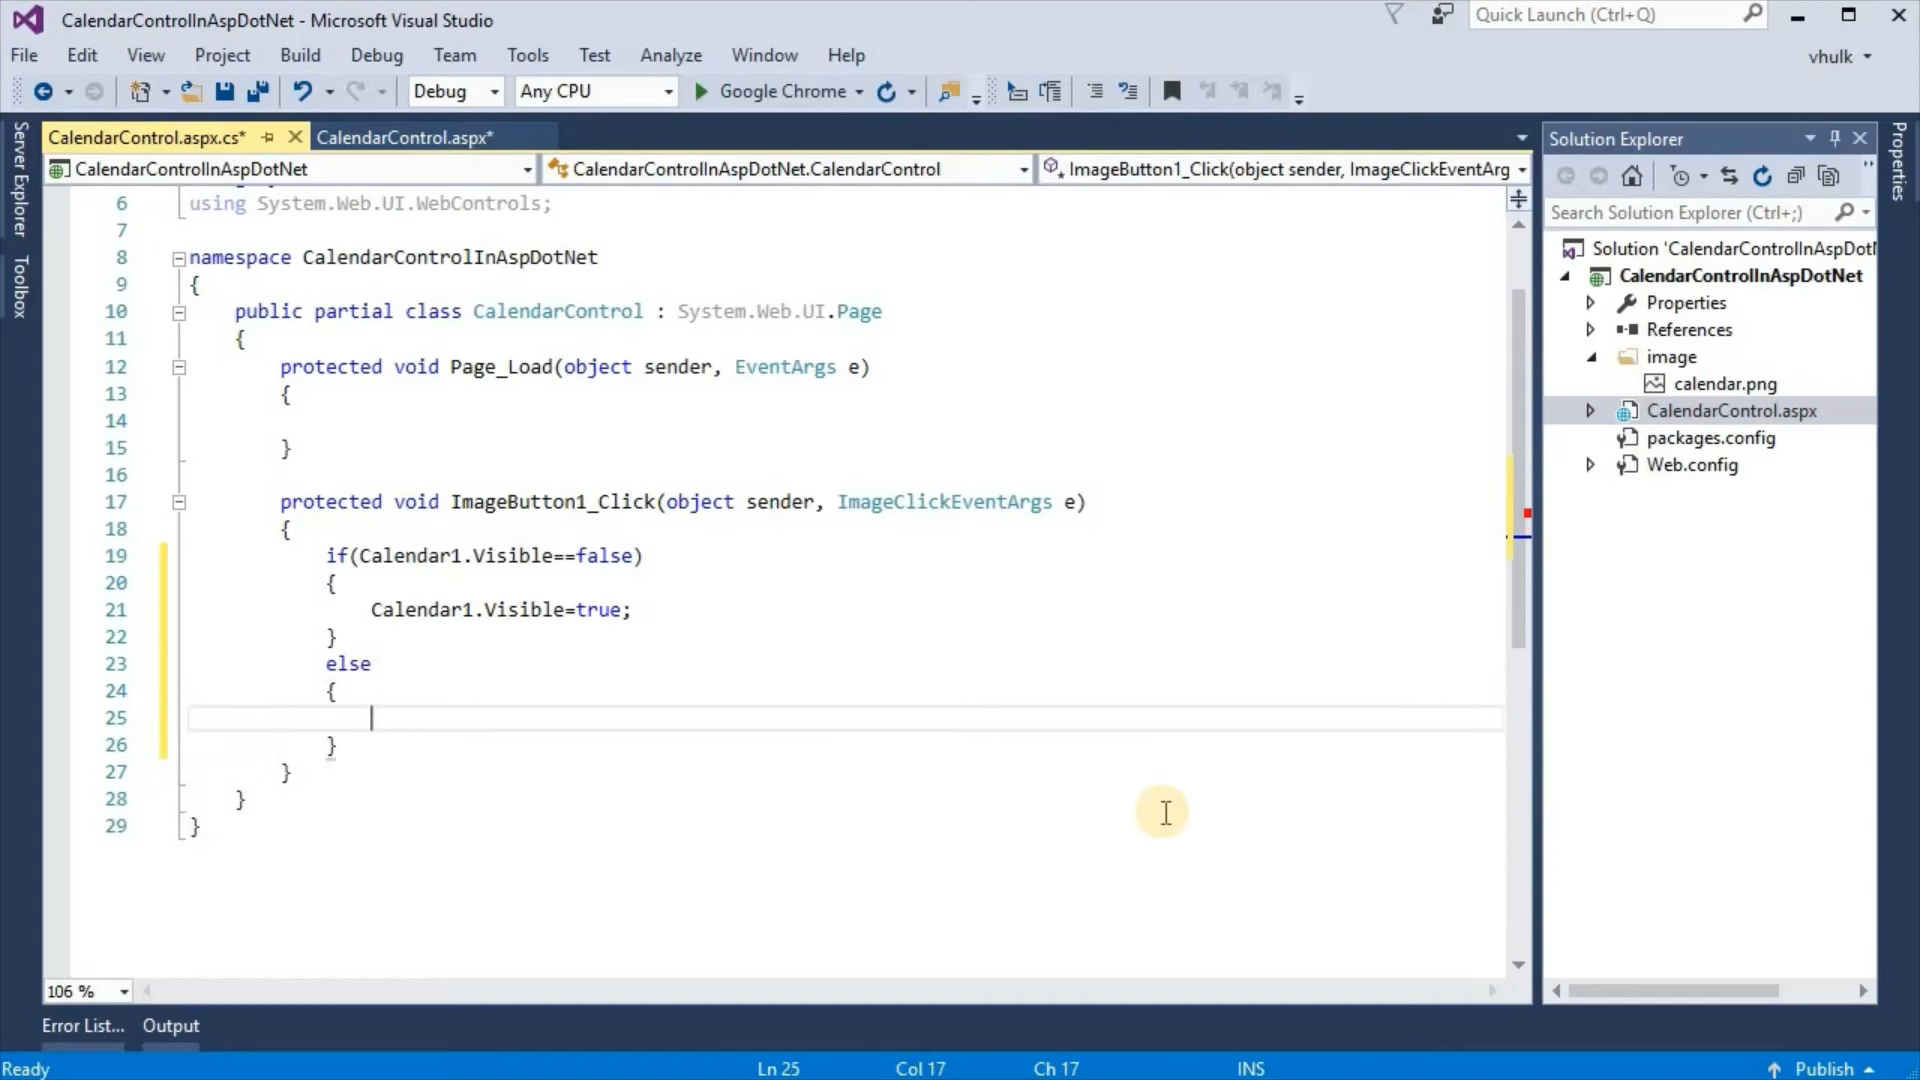 CalendarControlInAspDotNet - Microsoft Visual Studio
Quick Launch (Ctrl+Q)
File Edit View Project Build Debug Team Tools Test Analyze Window Help
vhulk
Debug Any CPU Google Chrome
Server Explorer
Toolbox
CalendarControl.aspx.cs* CalendarControl.aspx*
CalendarControlInAspDotNet CalendarControlInAspDotNet.CalendarControl ImageButton1_Click(object sender, ImageClickEventArg
6 using System.Web.UI.WebControls;
7
8 namespace CalendarControlInAspDotNet
9 {
10 public partial class CalendarControl : System.Web.UI.Page
11 {
12 protected void Page_Load(object sender, EventArgs e)
13 {
14
15 }
16
17 protected void ImageButton1_Click(object sender, ImageClickEventArgs e)
18 {
19 if(Calendar1.Visible==false)
20 {
21 Calendar1.Visible=true;
22 }
23 else
24 {
25
26 }
27 }
28 }
29 }
106 %
Solution Explorer
Search Solution Explorer (Ctrl+;)
Solution 'CalendarControlInAspDotN
CalendarControlInAspDotNet
Properties
References
image
calendar.png
CalendarControl.aspx
packages.config
Web.config
Properties
Error List... Output
Ready Ln 25 Col 17 Ch 17 INS Publish